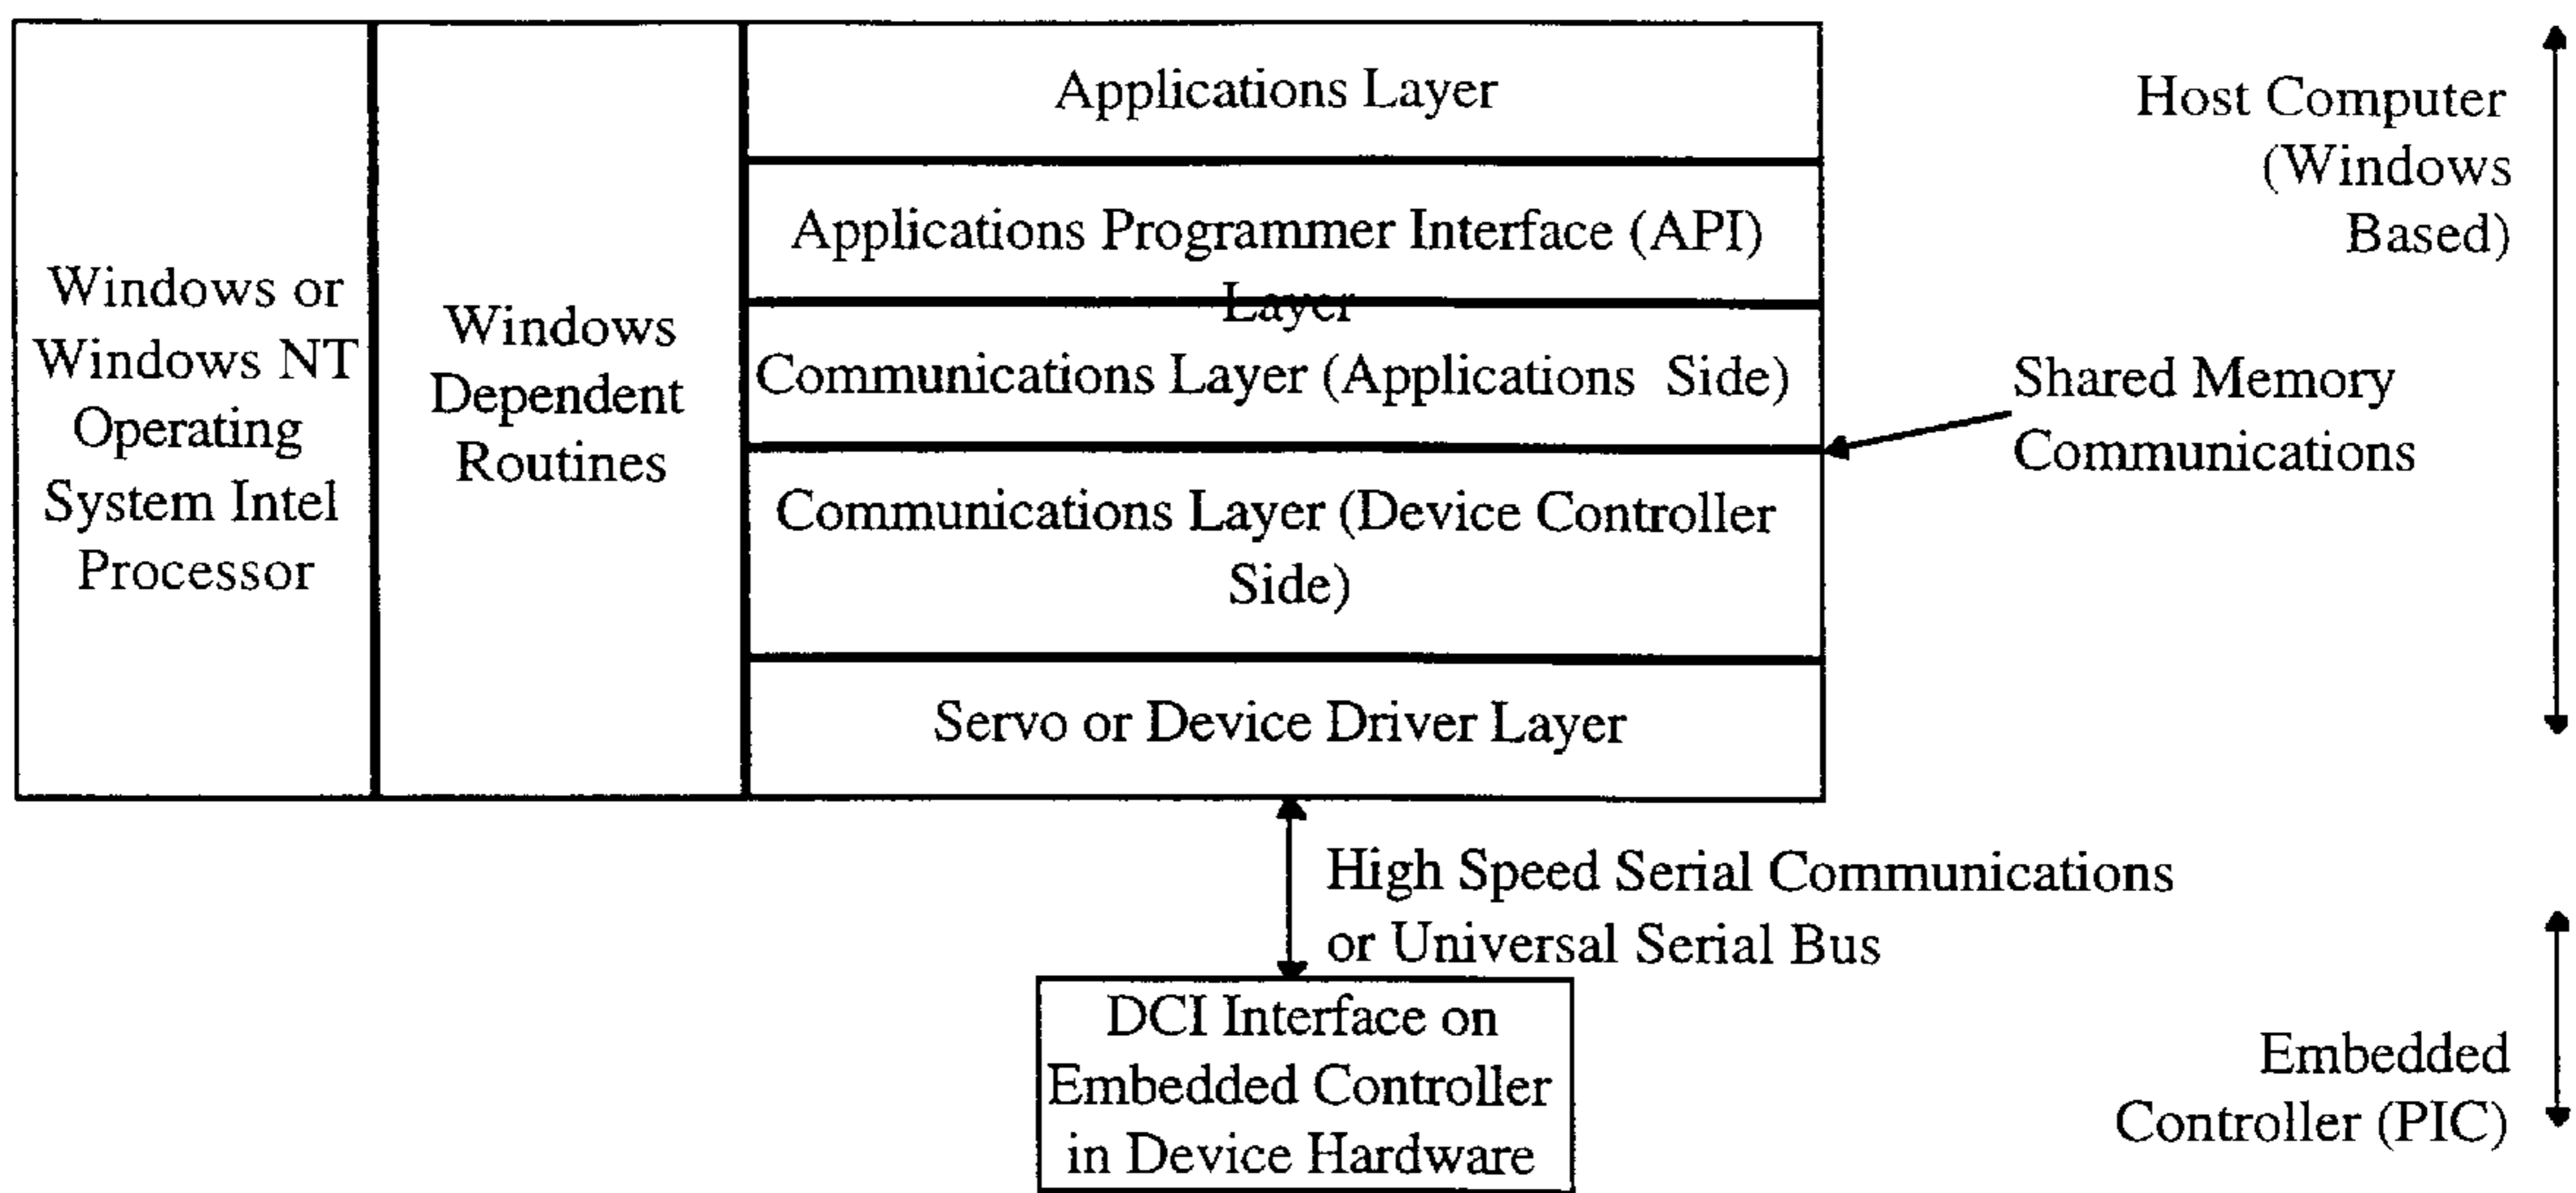 Windows or
Windows NT
Operating
System Intel
Processor
Windows
Dependent
Routines
Applications Layer
Applications Programmer Interface (API)
Layer
Communications Layer (Applications Side)
Communications Layer (Device Controller
Side)
Servo or Device Driver Layer
Host Computer
(Windows
Based)
Shared Memory
Communications
High Speed Serial Communications
or Universal Serial Bus
DCI Interface on
Embedded Controller
in Device Hardware
Embedded
Controller (PIC)